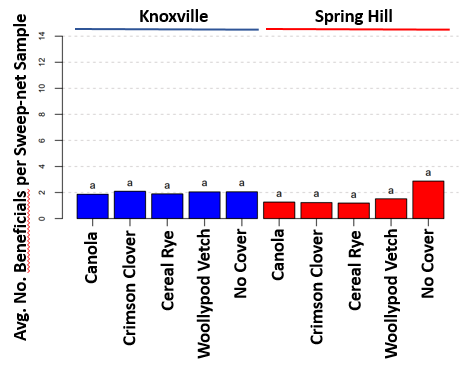 Knoxville
Spring Hill
Avg. No. Beneficials per Sweep-net Sample
14
12
10
8
6
4
2
0
a
a
a
a
a
a
a
a
a
a
Canola
Crimson Clover
Cereal Rye
Woollypod Vetch
No Cover
Canola
Crimson Clover
Cereal Rye
Woollypod Vetch
No Cover